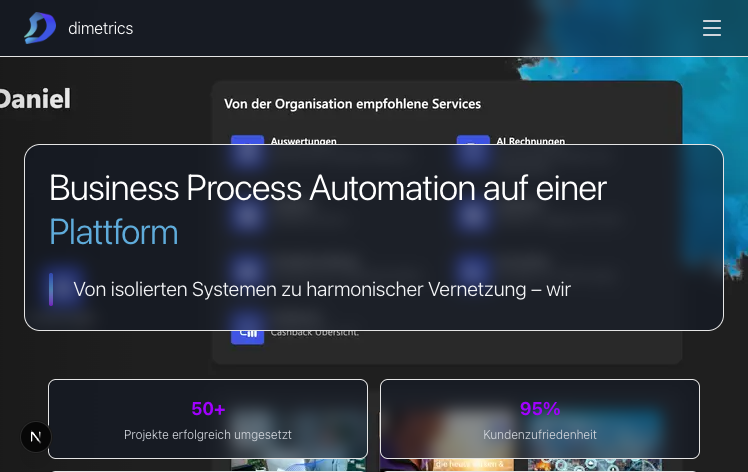 dimetrics
Daniel
Von der Organisation empfohlene Services
Auswertungen
AI Rechnungen
Business Process Automation auf einer
Plattform
Von isolierten Systemen zu harmonischer Vernetzung – wir
Cashback Übersicht.
50+
Projekte erfolgreich umgesetzt
95%
Kundenzufriedenheit
N